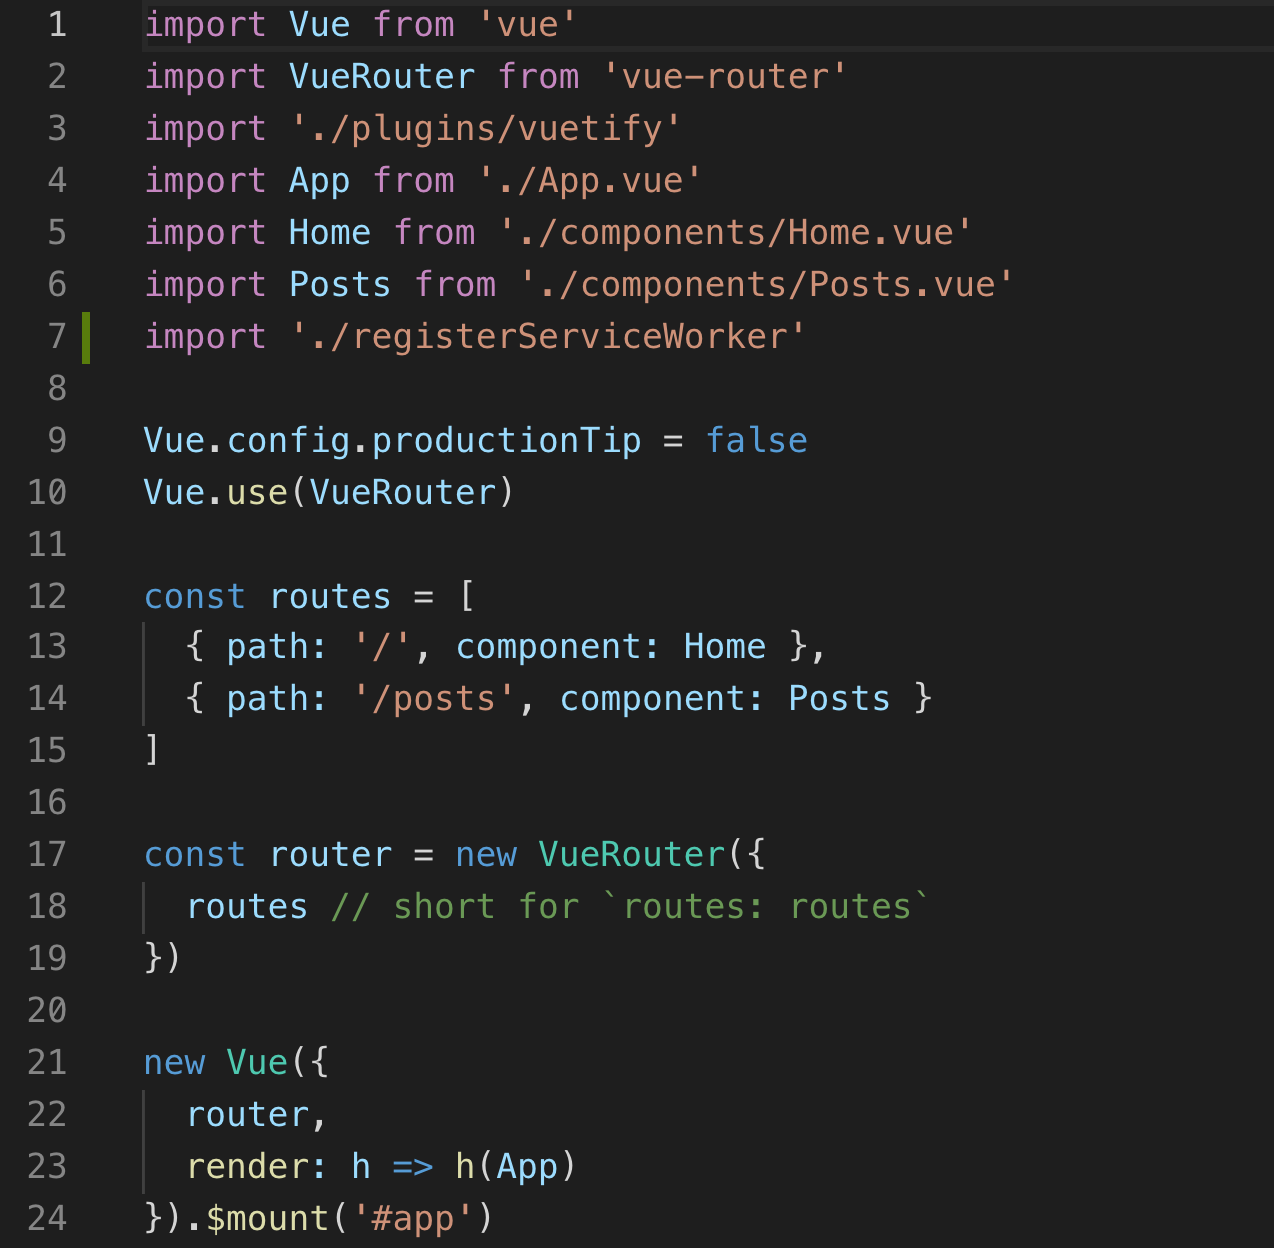 1 import Vue from 'vue'
2 import VueRouter from 'vue-router'
3 import './plugins/vuetify'
4 import App from './App.vue'
5 import Home from './components/Home.vue'
6 import Posts from './components/Posts.vue'
7 import './registerServiceWorker'
8
9 Vue.config.productionTip = false
10 Vue.use(VueRouter)
11
12 const routes = [
13   { path: '/', component: Home },
14   { path: '/posts', component: Posts }
15 ]
16
17 const router = new VueRouter({
18   routes // short for `routes: routes`
19 })
20
21 new Vue({
22   router,
23   render: h => h(App)
24 }).$mount('#app')